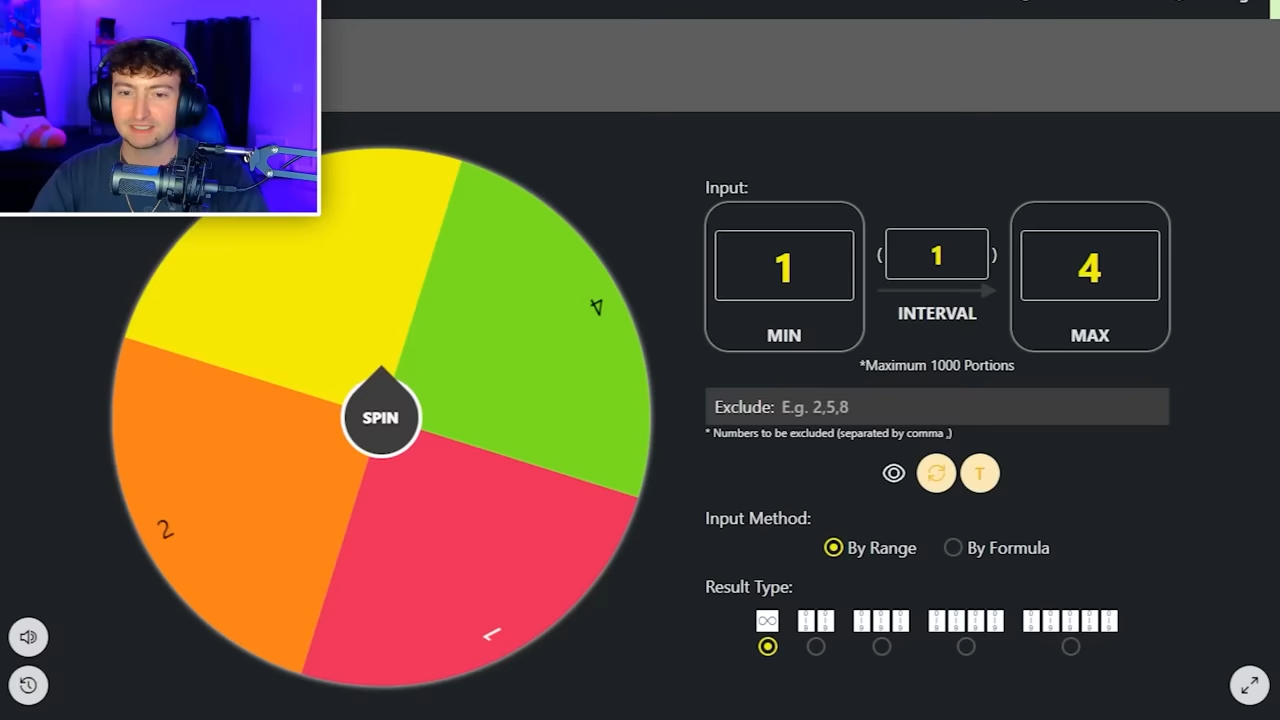 Input:
1
MIN
( 1 )
INTERVAL
4
MAX
*Maximum 1000 Portions
Exclude: E.g. 2,5,8
* Numbers to be excluded (separated by comma ,)
T
Input Method:
By Range
By Formula
Result Type:
4
SPIN
2
1